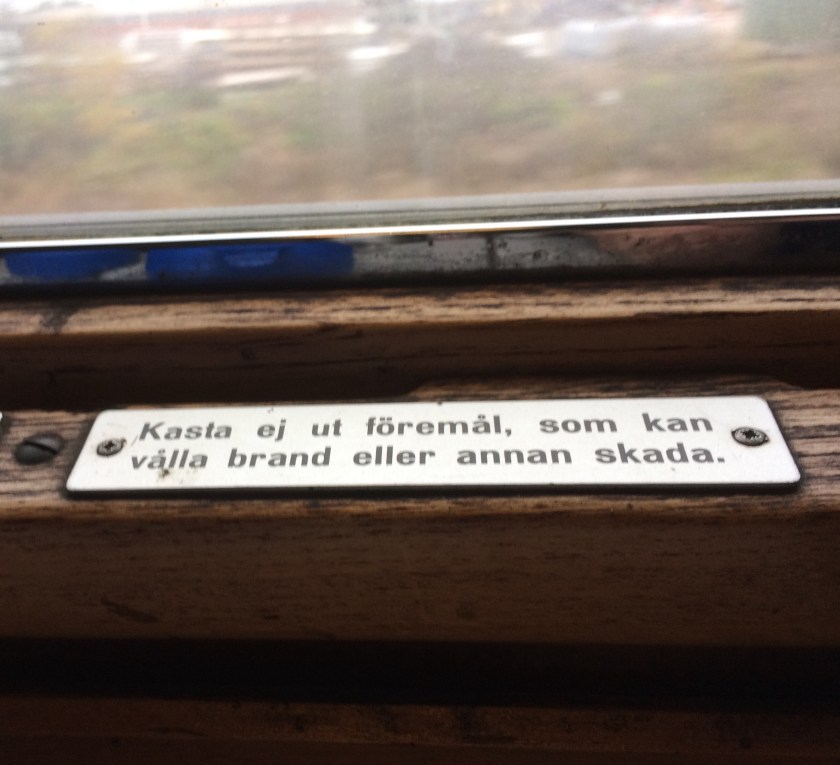 Kasta ej ut föremål, som kan
vålla brand eller annan skada.